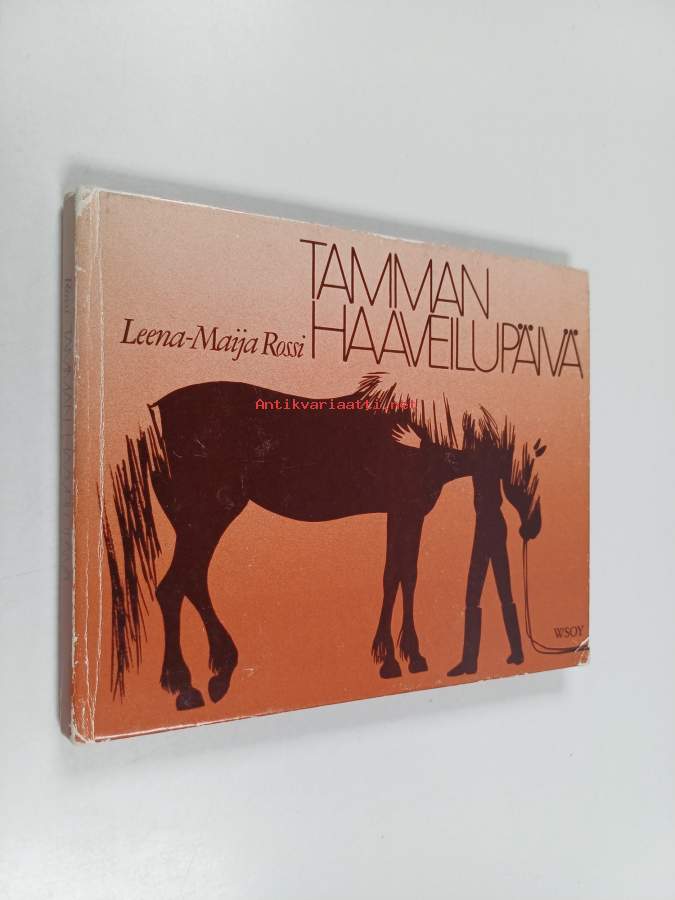 TAMMAN
HAAVEILUPÄIVÄ
Leena-Maija Rossi
Antikvariaatti.net
WSOY